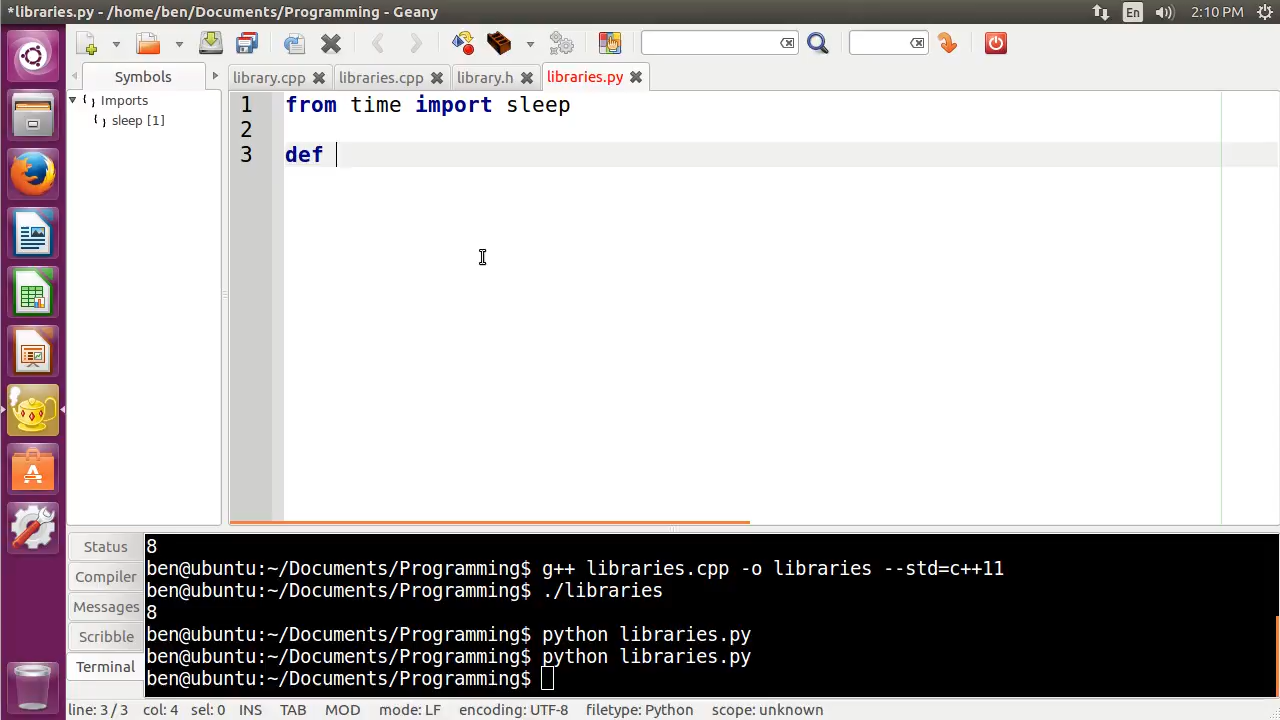 *libraries.py - /home/ben/Documents/Programming - Geany
En
2:10 PM
Symbols
library.cpp
libraries.cpp
library.h
libraries.py
Imports
sleep [1]
1 from time import sleep
2
3 def
Status
Compiler
Messages
Scribble
Terminal
8
ben@ubuntu:~/Documents/Programming$ g++ libraries.cpp -o libraries --std=c++11
ben@ubuntu:~/Documents/Programming$ ./libraries
8
ben@ubuntu:~/Documents/Programming$ python libraries.py
ben@ubuntu:~/Documents/Programming$ python libraries.py
ben@ubuntu:~/Documents/Programming$
line: 3 / 3 col: 4 sel: 0 INS TAB MOD mode: LF encoding: UTF-8 filetype: Python scope: unknown